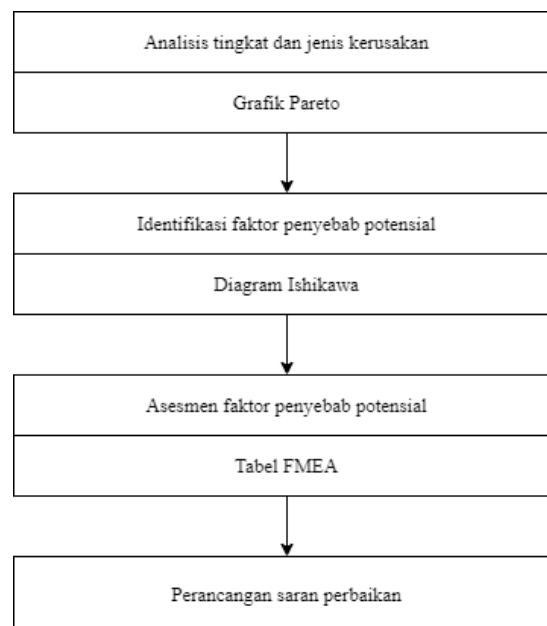 Analisis tingkat dan jenis kerusakan
Grafik Pareto
Identifikasi faktor penyebab potensial
Diagram Ishikawa
Asesmen faktor penyebab potensial
Tabel FMEA
Perancangan saran perbaikan